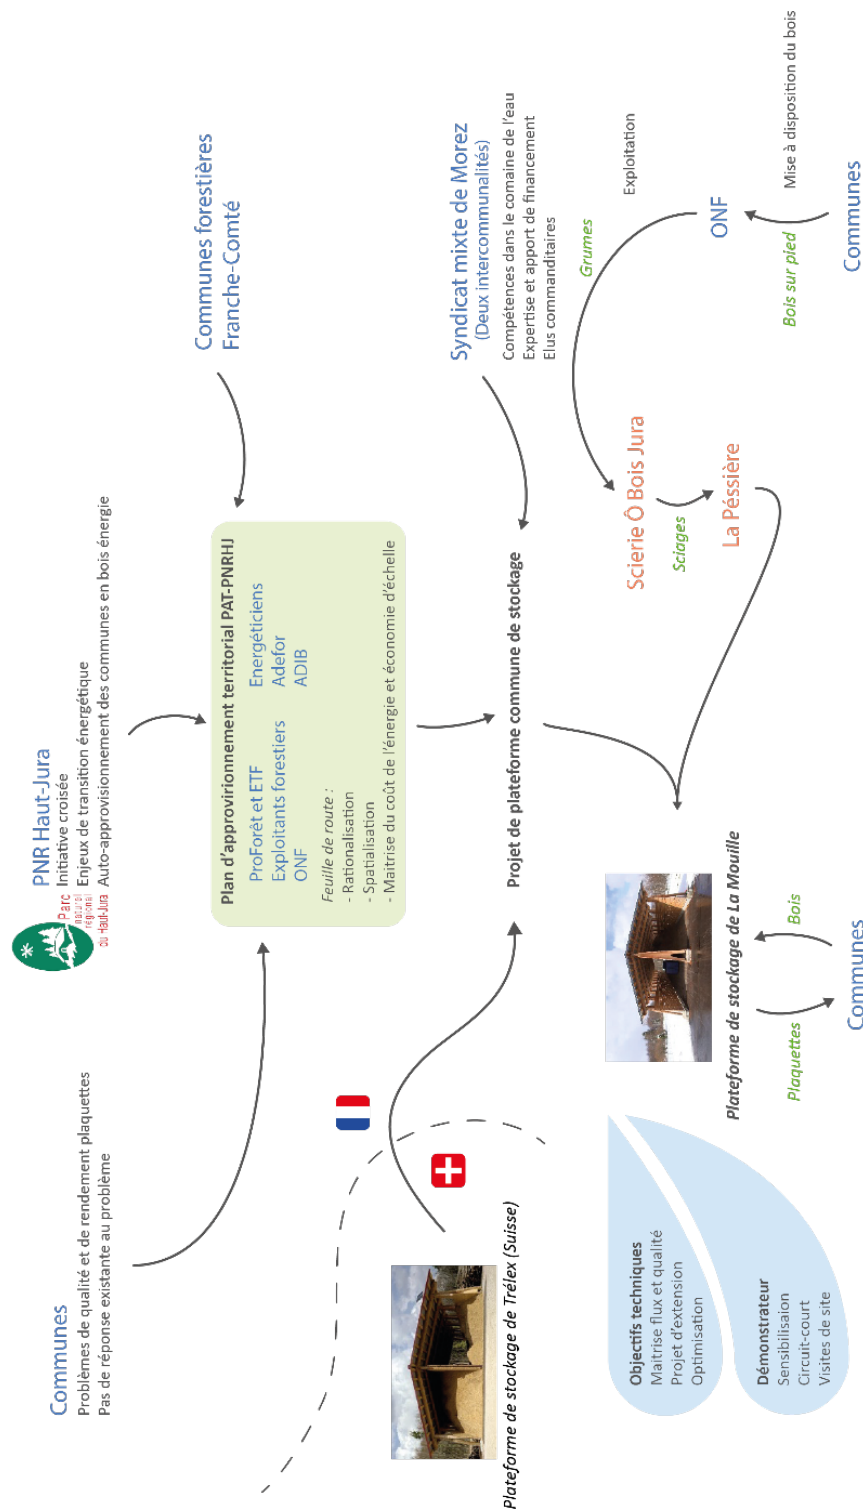 Communes
Problèmes de qualité et de rendement plaquettes
Pas de réponse existante au problème
Parc
naturel
régional
du Haut-Jura
PNR Haut-Jura
Initiative croisée
Enjeux de transition énergétique
Auto-approvisionnement des communes en bois énergie
Communes forestières
Franche-Comté
Plan d'approvirionnement territorial PAT-PNRHJ
ProForêt et ETF
Exploitants forestiers
ONF
Energéticiens
Adefor
ADIB
Feuille de route :
- Rationalisation
- Spatialisation
- Maitrise du coût de l'énergie et économie d'échelle
Plateforme de stockage de Trélex (Suisse)
Projet de plateforme commune de stockage
Syndicat mixte de Morez
(Deux intercommunalités)
Compétences dans le comaine de l'eau
Expertise et apport de financement
Elus commanditaires
Grumes
Exploitation
Scierie Ô Bois Jura
Sciages
La Péssière
ONF
Bois sur pied
Mise à disposition du bois
Communes
Objectifs techniques
Maitrise flux et qualité
Projet d'extension
Optimisation
Démonstrateur
Sensibilisaion
Circuit-court
Visites de site
Plateforme de stockage de La Mouille
Plaquettes
Bois
Communes